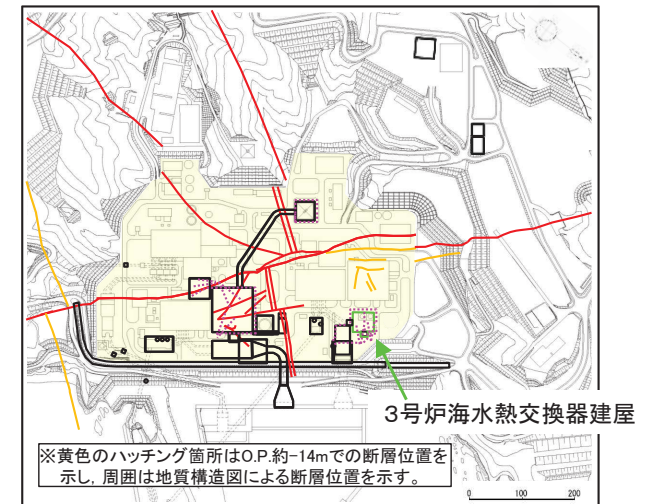 3号炉海水熱交換器建屋
※黄色のハッチング箇所はO.P.約-14mでの断層位置を
示し，周囲は地質構造図による断層位置を示す。
0 100 200